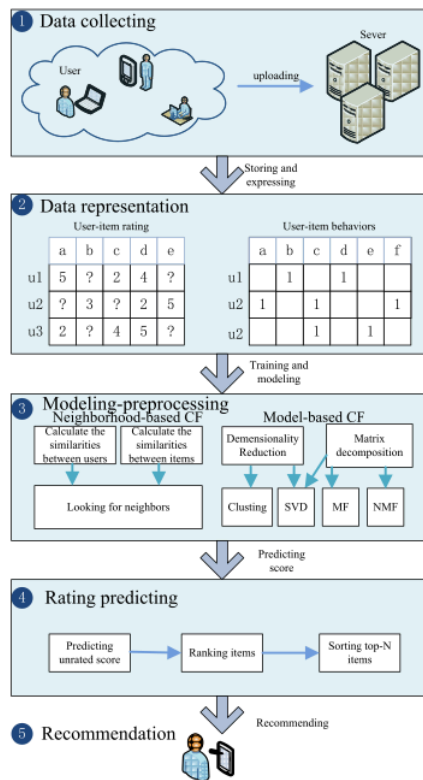 1 Data collecting
Sever
User
uploading
Storing and
expressing
2 Data representation
User-item rating
a b c d e
u1 5 ? 2 4 ?
u2 ? 3 ? 2 5
u3 2 ? 4 5 ?
User-item behaviors
a b c d e f
u1 1 1
u2 1 1 1
u2 1 1
Training and
modeling
3 Modeling-preprocessing
Neighborhood-based CF
Calculate the
similarities
between users
Calculate the
similarities
between items
Looking for neighbors
Model-based CF
Demensionality
Reduction
Matrix
decomposition
Clusting
SVD
MF
NMF
Predicting
score
4 Rating predicting
Predicting
unrated score
Ranking items
Sorting top-N
items
Recommending
5 Recommendation